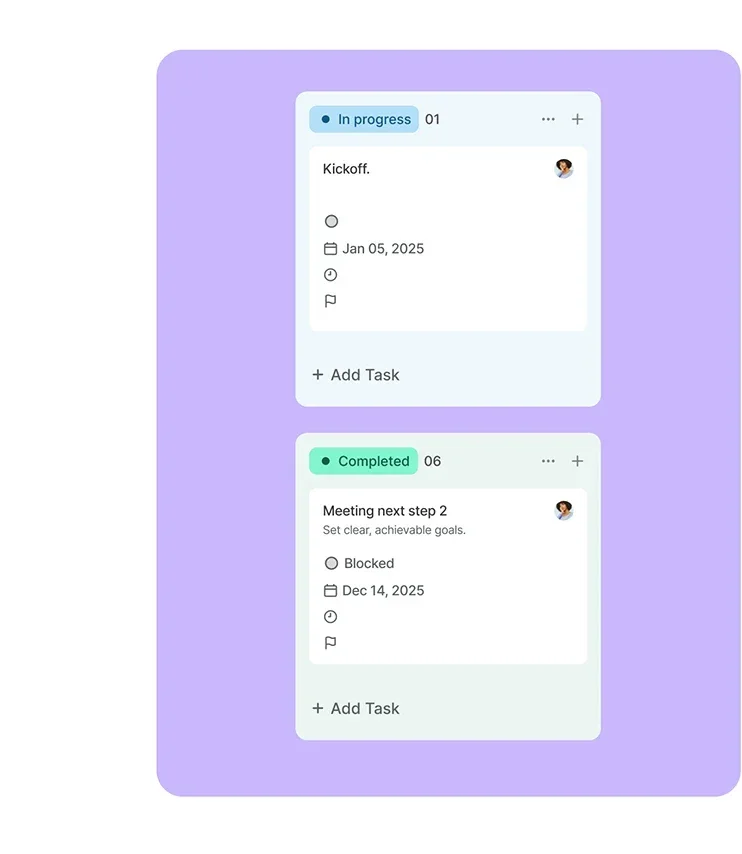 In progress 01
Kickoff.
Jan 05, 2025
+ Add Task
Completed 06
Meeting next step 2
Set clear, achievable goals.
Blocked
Dec 14, 2025
+ Add Task